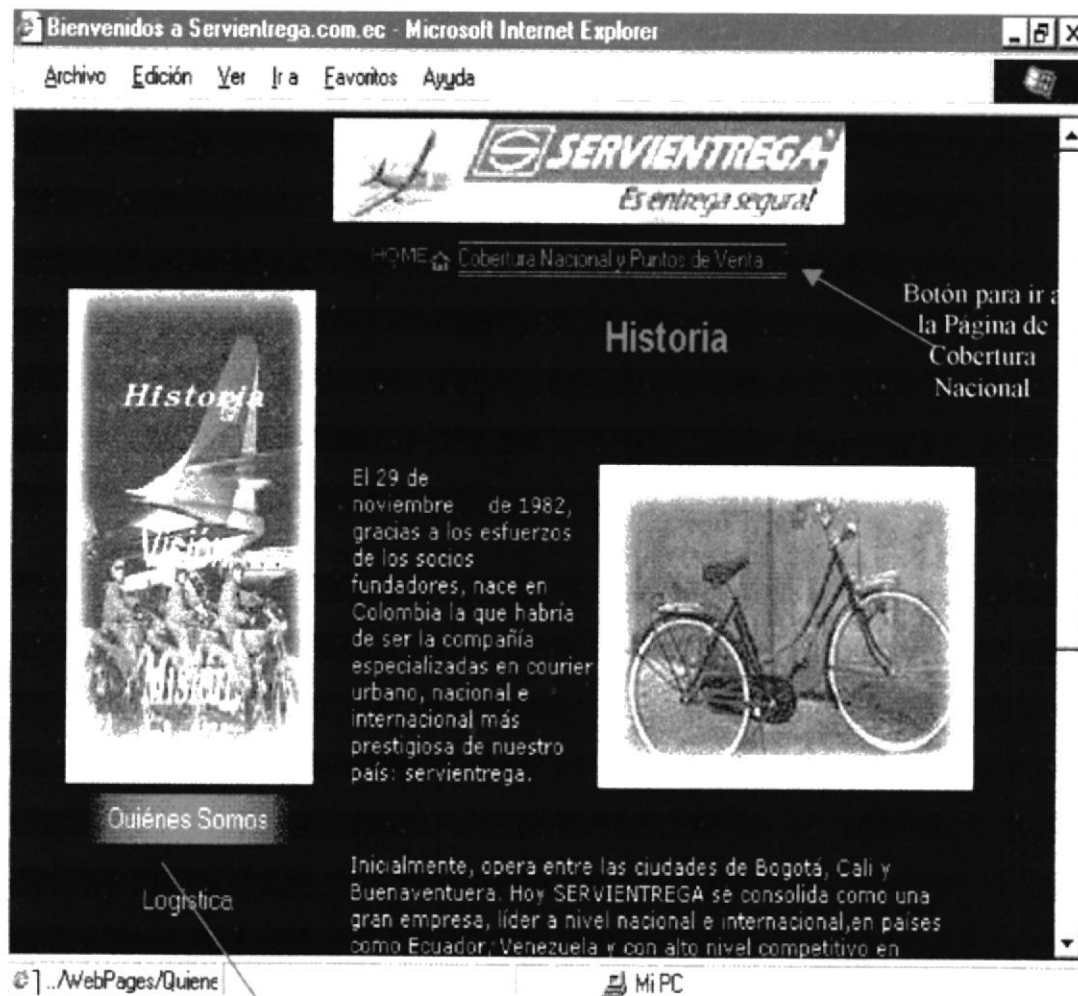 Bienvenidos a Servientrega.com.ec - Microsoft Internet Explorer
Archivo Edición Ver Ir a Favoritos Ayuda
SERVIENTREGA
Es entrega segura!
HOME Cobertura Nacional y Puntos de Venta
Botón para ir a
la Página de
Cobertura
Nacional
Historia
Historia
El 29 de
noviembre de 1982,
gracias a los esfuerzos
de los socios
fundadores, nace en
Colombia la que habría
de ser la compañía
especializadas en courier
urbano, nacional e
internacional más
prestigiosa de nuestro
país: servientrega.
Quiénes Somos
Logística
Inicialmente, opera entre las ciudades de Bogotá, Cali y
Buenaventuera. Hoy SERVIENTREGA se consolida como una
gran empresa, líder a nivel nacional e internacional,en países
como Ecuador, Venezuela y con alto nivel competitivo en
../WebPages/Quiene
Mi PC